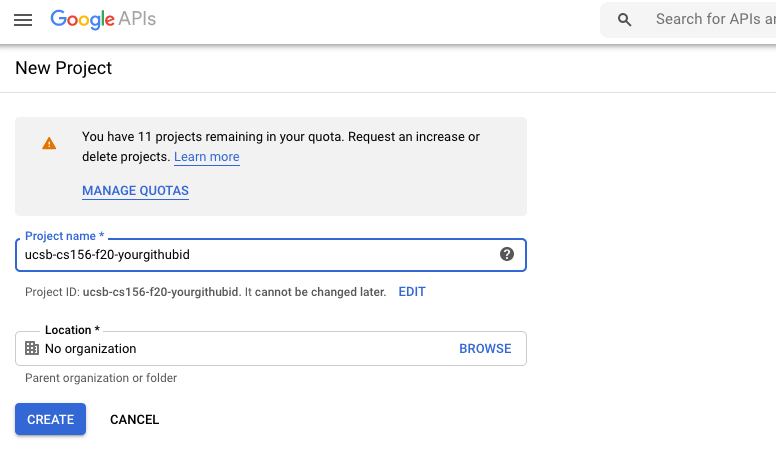 Google APIs
Search for APIs
New Project
You have 11 projects remaining in your quota. Request an increase or
delete projects. Learn more
MANAGE QUOTAS
Project name *
ucsb-cs156-f20-yourgithubid
Project ID: ucsb-cs156-f20-yourgithubid. It cannot be changed later. EDIT
Location *
No organization BROWSE
Parent organization or folder
CREATE CANCEL